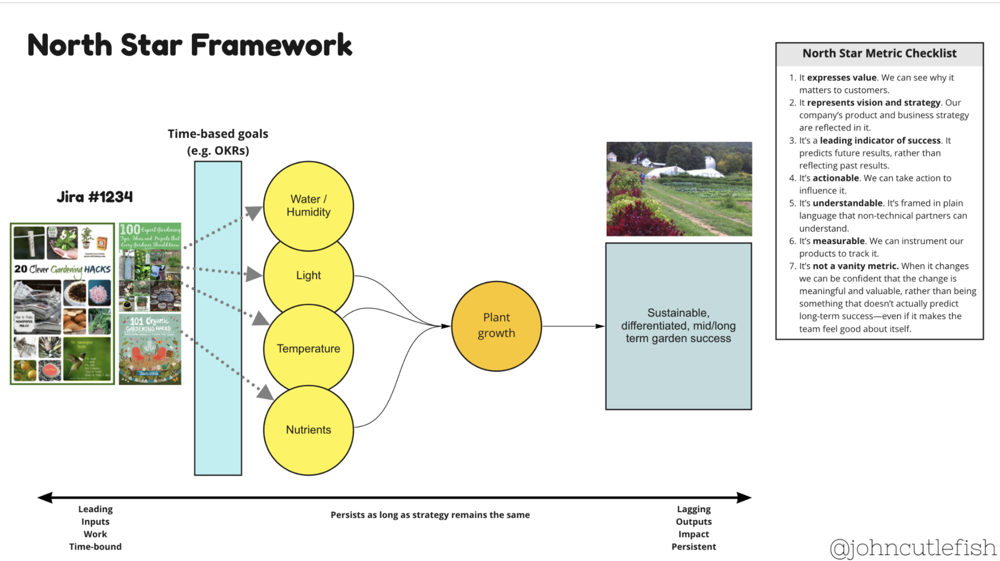 North Star Framework
North Star Metric Checklist
1. It expresses value. We can see why it
matters to customers.
2. It represents vision and strategy. Our
company's product and business strategy
are reflected in it.
3. It's a leading indicator of success. It
predicts future results, rather than
reflecting past results.
4. It's actionable. We can take action to
influence it.
5. It's understandable. It's framed in plain
language that non-technical partners can
understand.
6. It's measurable. We can instrument our
products to track it.
7. It's not a vanity metric. When it changes
we can be confident that the change is
meaningful and valuable, rather than being
something that doesn't actually predict
long-term success—even if it makes the
team feel good about itself.
Time-based goals
(e.g. OKRs)
Jira #1234
20 Clever Gardening HACKS
How to Make
NEWSPAPER
MULCH
DIY Hummingbird
Nectar
100 Expert Gardening
Tips, Ideas and Projects that
Every Gardener Should Know
101 Organic
GARDENING HACKS
Water /
Humidity
Light
Temperature
Nutrients
Plant
growth
Sustainable,
differentiated, mid/long
term garden success
Leading
Inputs
Work
Time-bound
Persists as long as strategy remains the same
Lagging
Outputs
Impact
Persistent
@johncutlefish